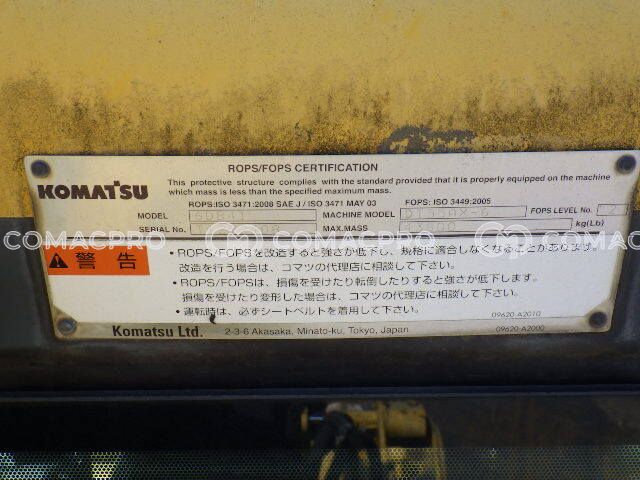 COMACPRO COMACPRO COMACPRO
ROPS/FOPS CERTIFICATION
KOMATSU
This protective structure complies with the standard provided that it is properly equipped on the machine
which mass is less than the specified maximum mass.
ROPS:ISO 3471:2008 SAE J / ISO 3471 MAY 03 FOPS: ISO 3449:2005
MODEL MACHINE MODEL FOPS LEVEL No. 2
SERIAL No. MAX.MASS kg(Lb)
警告
• ROPS/FOPSを改造すると強さが低下し、規格に適合しなくなることがあります。
改造を行う場合は、コマツの代理店に相談して下さい。
• ROPS/FOPSは、損傷を受けたり転倒したりすると強さが低下します。
損傷を受けたり変形した場合は、コマツの代理店に相談して下さい。
• 運転時は、必ずシートベルトを着用して下さい。
09620-A2010
Komatsu Ltd. 2-3-6 Akasaka, Minato-ku, Tokyo, Japan 09620-A2000